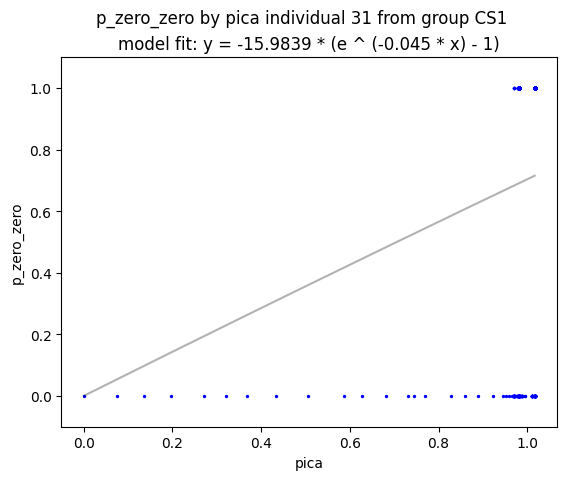 p_zero_zero by pica individual 31 from group CS1
model fit: y = -15.9839 * (e ^ (-0.045 * x) - 1)
1.0
0.8
0.6
0.4
0.2
0.0
p_zero_zero
0.0 0.2 0.4 0.6 0.8 1.0
pica